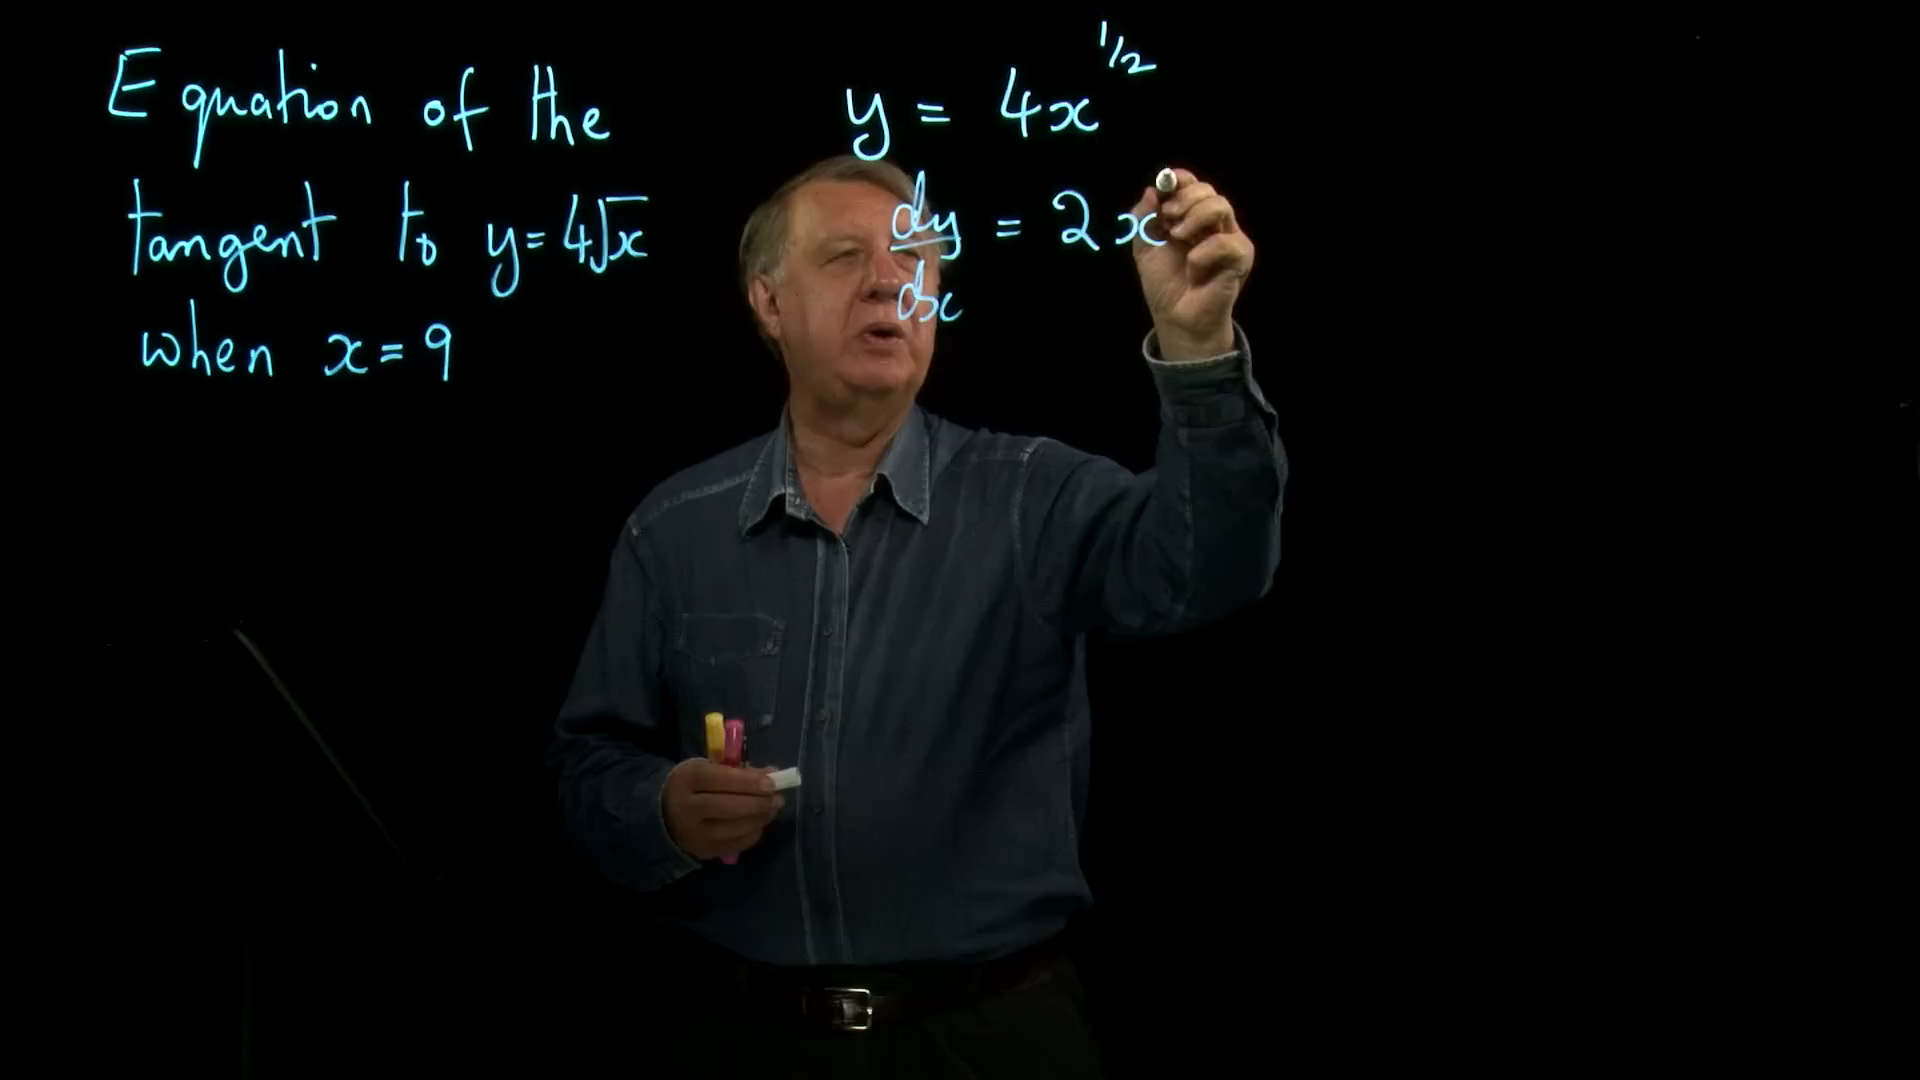 Equation of the
tangent to y = 4√x
when x = 9
y = 4x^1/2
dy/dx = 2x